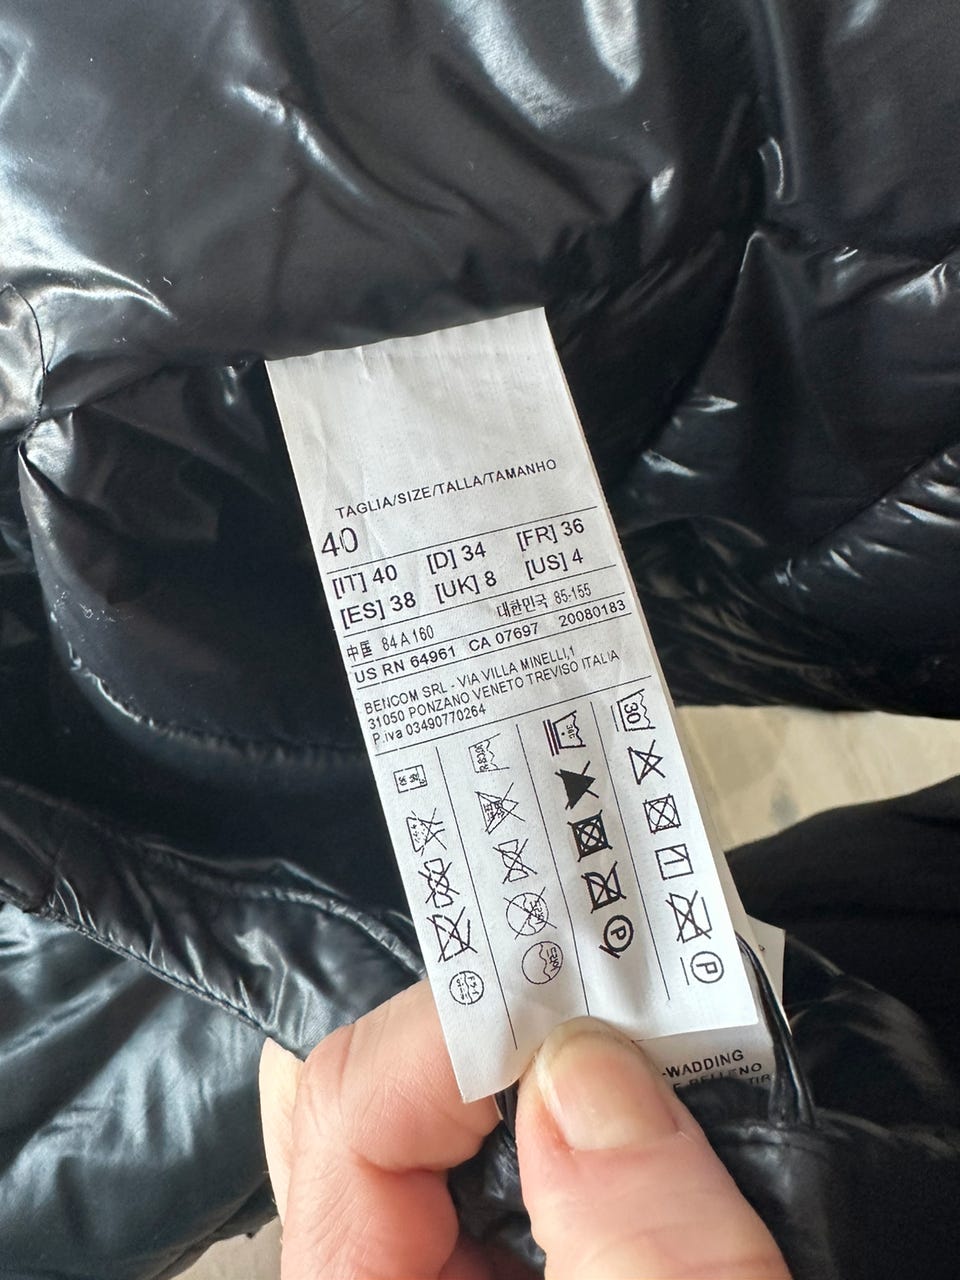 TAGLIA/SIZE/TALLA/TAMANHO
40
[IT] 40 [D] 34 [FR] 36
[ES] 38 [UK] 8 [US] 4
中国 84 A 160 대한민국 85-155
US RN 64961 CA 07697 20080183
BENCOM SRL - VIA VILLA MINELLI,1
31050 PONZANO VENETO TREVISO ITALIA
P.iva 03490770264
30
P
P
-WADDING